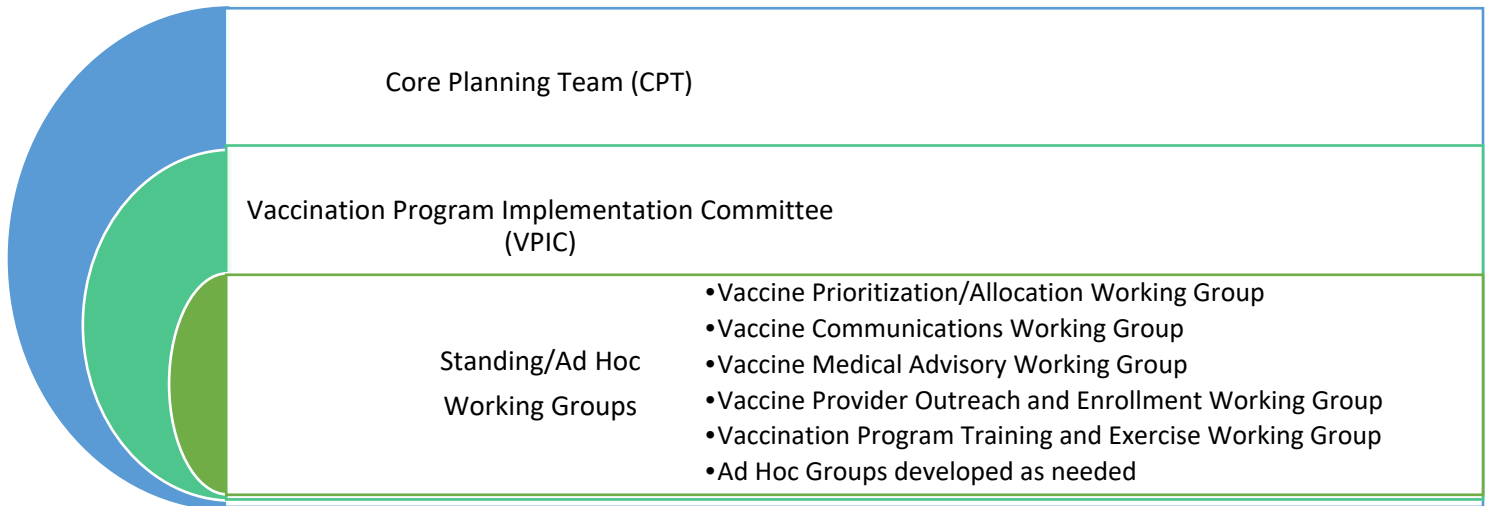 Core Planning Team (CPT)
Vaccination Program Implementation Committee
(VPIC)
Standing/Ad Hoc
Working Groups
•Vaccine Prioritization/Allocation Working Group
•Vaccine Communications Working Group
•Vaccine Medical Advisory Working Group
•Vaccine Provider Outreach and Enrollment Working Group
•Vaccination Program Training and Exercise Working Group
•Ad Hoc Groups developed as needed